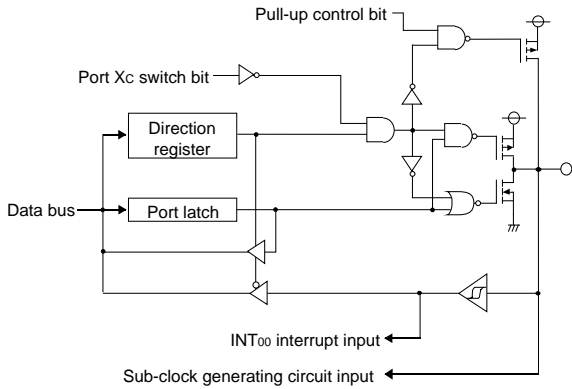 Pull-up control bit
Port XC switch bit
Direction
register
Data bus
Port latch
INT00 interrupt input
Sub-clock generating circuit input